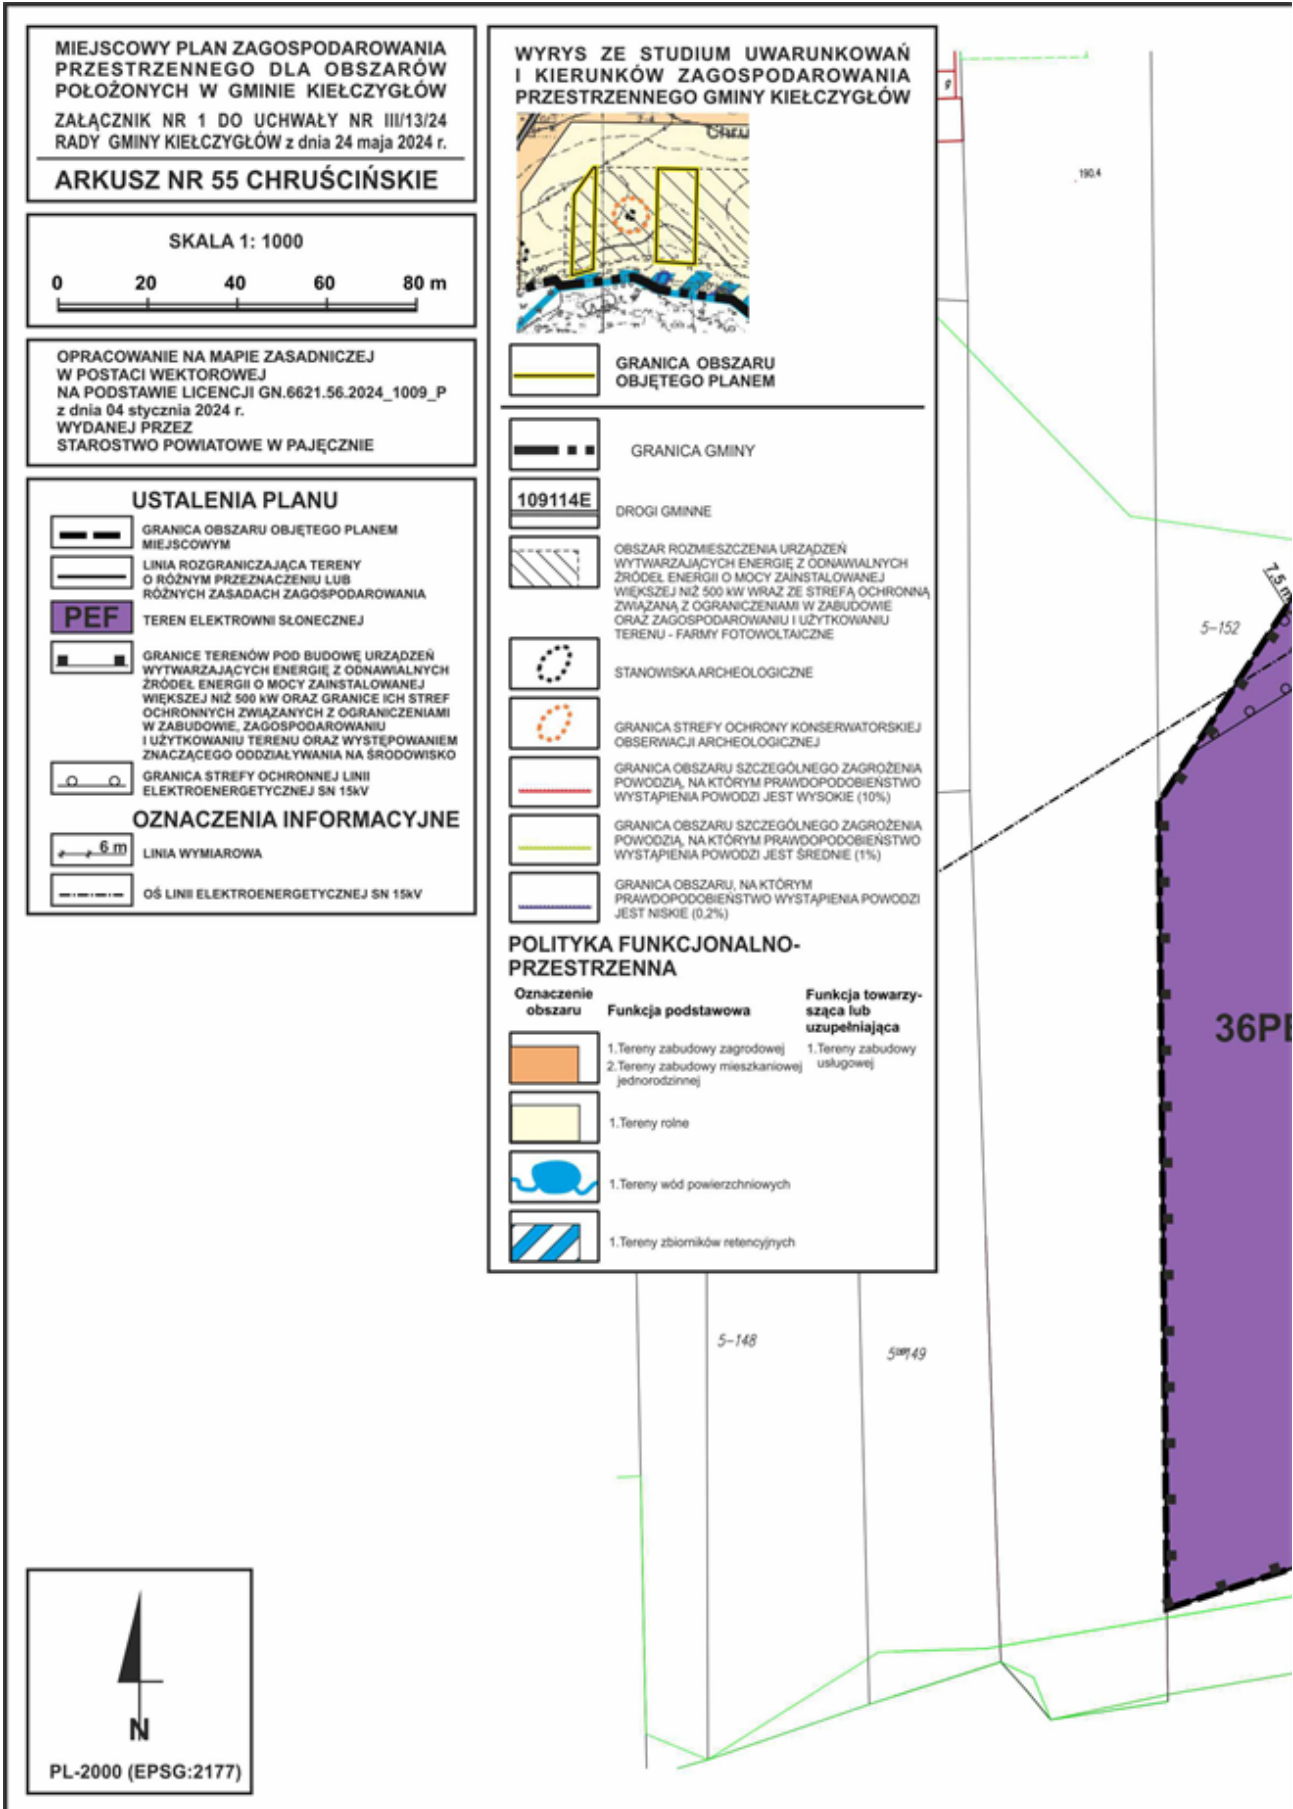 MIEJSCOWY PLAN ZAGOSPODAROWANIA
PRZESTRZENNEGO DLA OBSZARÓW
POŁOŻONYCH W GMINIE KIEŁCZYGŁÓW
ZAŁĄCZNIK NR 1 DO UCHWAŁY NR III/13/24
RADY GMINY KIEŁCZYGŁÓW z dnia 24 maja 2024 r.
ARKUSZ NR 55 CHRUŚCIŃSKIE
SKALA 1: 1000
0 20 40 60 80 m
OPRACOWANIE NA MAPIE ZASADNICZEJ
W POSTACI WEKTOROWEJ
NA PODSTAWIE LICENCJI GN.6621.56.2024_1009_P
z dnia 04 stycznia 2024 r.
WYDANEJ PRZEZ
STAROSTWO POWIATOWE W PAJĘCZNIE
USTALENIA PLANU
GRANICA OBSZARU OBJĘTEGO PLANEM
MIEJSCOWYM
LINIA ROZGRANICZAJĄCA TERENY
O RÓŻNYM PRZEZNACZENIU LUB
RÓŻNYCH ZASADACH ZAGOSPODAROWANIA
PEF TEREN ELEKTROWNI SŁONECZNEJ
GRANICE TERENÓW POD BUDOWĘ URZĄDZEŃ
WYTWARZAJĄCYCH ENERGIĘ Z ODNAWIALNYCH
ŹRÓDEŁ ENERGII O MOCY ZAINSTALOWANEJ
WIĘKSZEJ NIŻ 500 kW ORAZ GRANICE ICH STREF
OCHRONNYCH ZWIĄZANYCH Z OGRANICZENIAMI
W ZABUDOWIE, ZAGOSPODAROWANIU
I UŻYTKOWANIU TERENU ORAZ WYSTĘPOWANIEM
ZNACZĄCEGO ODDZIAŁYWANIA NA ŚRODOWISKO
GRANICA STREFY OCHRONNEJ LINII
ELEKTROENERGETYCZNEJ SN 15kV
OZNACZENIA INFORMACYJNE
6 m LINIA WYMIAROWA
OŚ LINII ELEKTROENERGETYCZNEJ SN 15kV
N
PL-2000 (EPSG:2177)
WYRYS ZE STUDIUM UWARUNKOWAŃ
I KIERUNKÓW ZAGOSPODAROWANIA
PRZESTRZENNEGO GMINY KIEŁCZYGŁÓW
Chru
GRANICA OBSZARU
OBJĘTEGO PLANEM
GRANICA GMINY
109114E DROGI GMINNE
OBSZAR ROZMIESZCZENIA URZĄDZEŃ
WYTWARZAJĄCYCH ENERGIĘ Z ODNAWIALNYCH
ŹRÓDEŁ ENERGII O MOCY ZAINSTALOWANEJ
WIĘKSZEJ NIŻ 500 kW WRAZ ZE STREFĄ OCHRONNĄ
ZWIĄZANĄ Z OGRANICZENIAMI W ZABUDOWIE
ORAZ ZAGOSPODAROWANIU I UŻYTKOWANIU
TERENU - FARMY FOTOWOLTAICZNE
STANOWISKA ARCHEOLOGICZNE
GRANICA STREFY OCHRONY KONSERWATORSKIEJ
OBSERWACJI ARCHEOLOGICZNEJ
GRANICA OBSZARU SZCZEGÓLNEGO ZAGROŻENIA
POWODZIĄ, NA KTÓRYM PRAWDOPODOBIEŃSTWO
WYSTĄPIENIA POWODZI JEST WYSOKIE (10%)
GRANICA OBSZARU SZCZEGÓLNEGO ZAGROŻENIA
POWODZIĄ, NA KTÓRYM PRAWDOPODOBIEŃSTWO
WYSTĄPIENIA POWODZI JEST ŚREDNIE (1%)
GRANICA OBSZARU, NA KTÓRYM
PRAWDOPODOBIEŃSTWO WYSTĄPIENIA POWODZI
JEST NISKIE (0,2%)
POLITYKA FUNKCJONALNO-
PRZESTRZENNA
Oznaczenie
obszaru
Funkcja podstawowa
Funkcja towarzy-
sząca lub
uzupełniająca
1.Tereny zabudowy zagrodowej
2.Tereny zabudowy mieszkaniowej
jednorodzinnej
1.Tereny zabudowy
usługowej
1.Tereny rolne
1.Tereny wód powierzchniowych
1.Tereny zbiorników retencyjnych
190.4
7,5 m
5-152
36PE
5-148